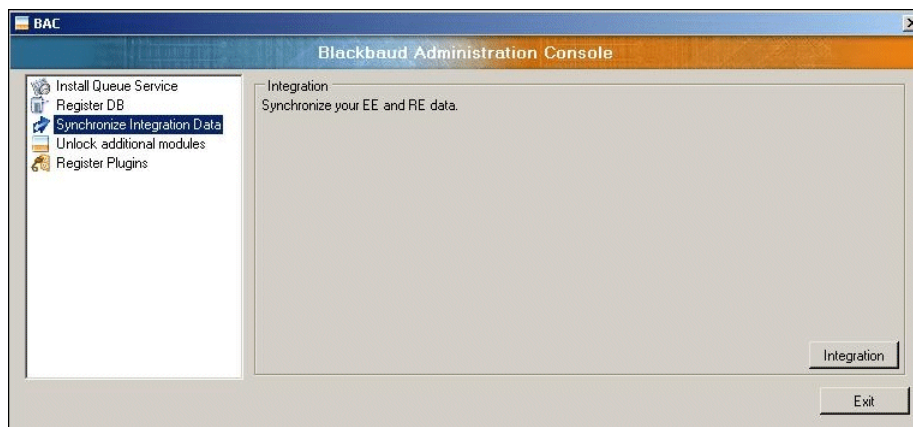 BAC
Blackbaud Administration Console
Install Queue Service
Register DB
Synchronize Integration Data
Unlock additional modules
Register Plugins
Integration
Synchronize your EE and RE data.
Integration
Exit